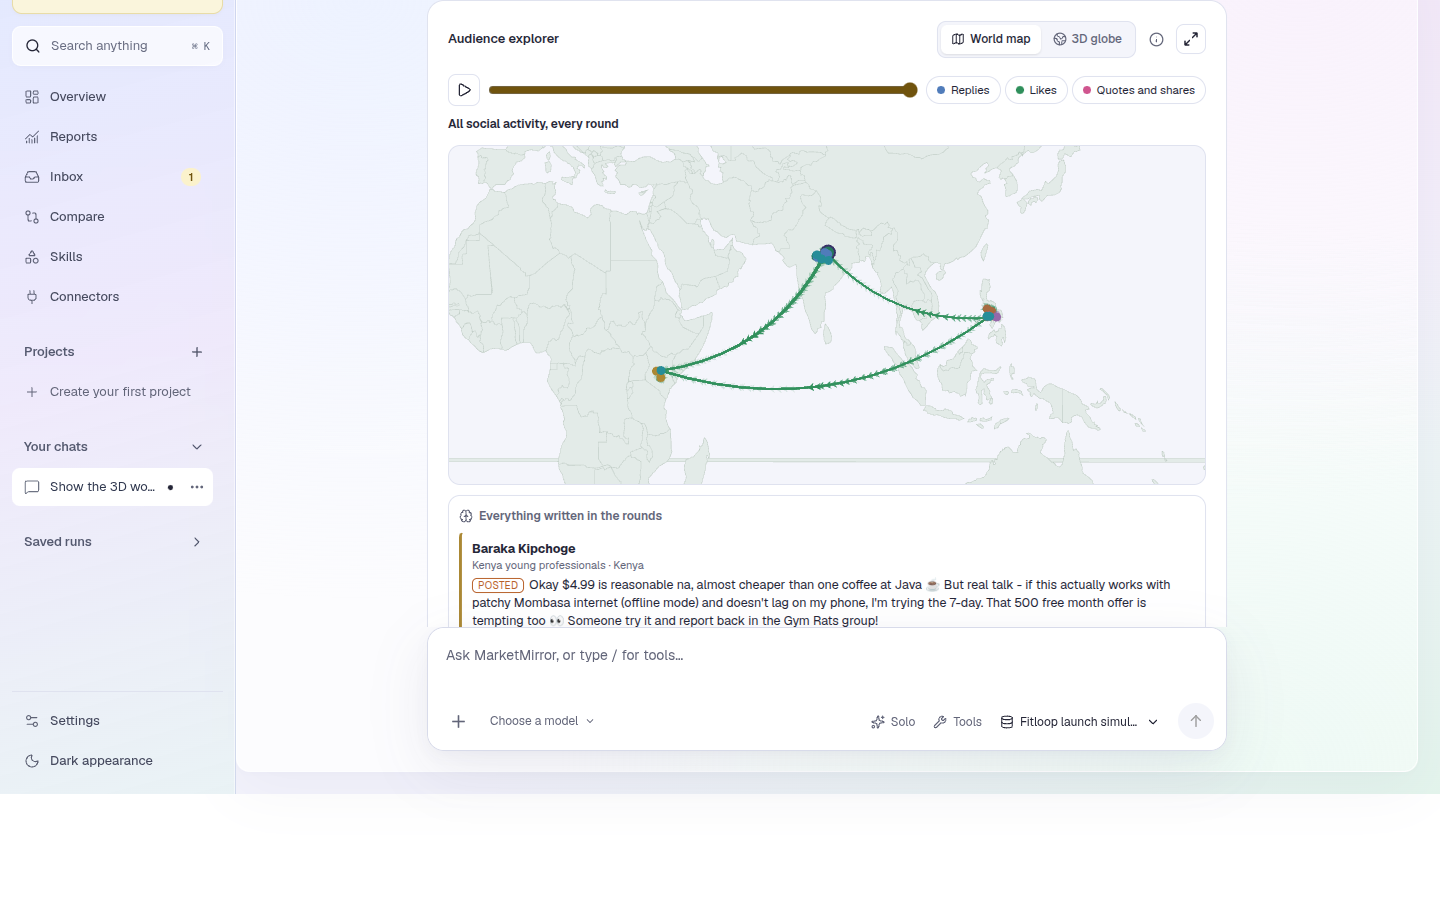 Search anything
⌘ K
Overview
Reports
Inbox
1
Compare
Skills
Connectors
Projects
Create your first project
Your chats
Show the 3D wo...
Saved runs
Settings
Dark appearance
Audience explorer
World map
3D globe
Replies
Likes
Quotes and shares
All social activity, every round
Everything written in the rounds
Baraka Kipchoge
Kenya young professionals · Kenya
POSTED Okay $4.99 is reasonable na, almost cheaper than one coffee at Java ☕ But real talk - if this actually works with
patchy Mombasa internet (offline mode) and doesn't lag on my phone, I'm trying the 7-day. That 500 free month offer is
tempting too 👀 Someone try it and report back in the Gym Rats group!
Ask MarketMirror, or type / for tools...
Choose a model
Solo
Tools
Fitloop launch simul...